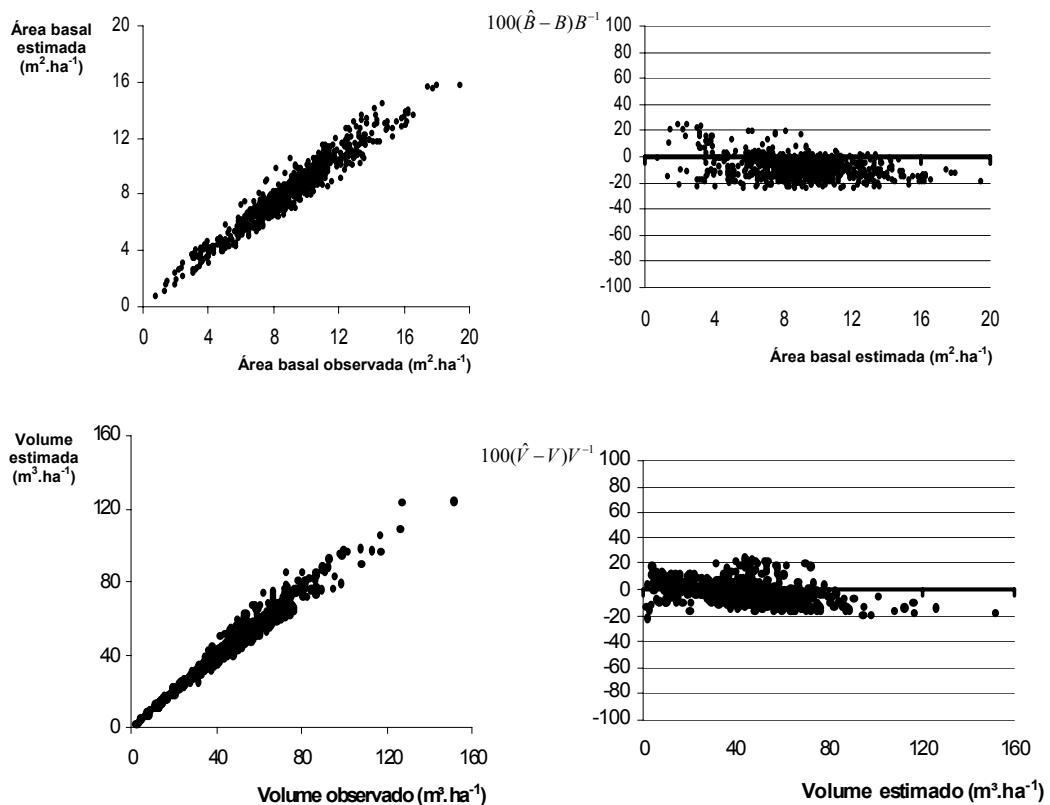 Área basal
estimada
(m².ha⁻¹)
20
16
12
8
4
0
0 4 8 12 16 20
Área basal observada (m².ha⁻¹)
100(B̂ − B)B⁻¹
100
80
60
40
20
0
-20
-40
-60
-80
-100
0 4 8 12 16 20
Área basal estimada (m².ha⁻¹)
Volume
estimada
(m³.ha⁻¹)
160
120
80
40
0
0 20 40 60 80 100 120 140 160
Volume observado (m³.ha⁻¹)
100(V̂ − V)V⁻¹
100
80
60
40
20
0
-20
-40
-60
-80
-100
0 40 80 120 160
Volume estimado (m³.ha⁻¹)